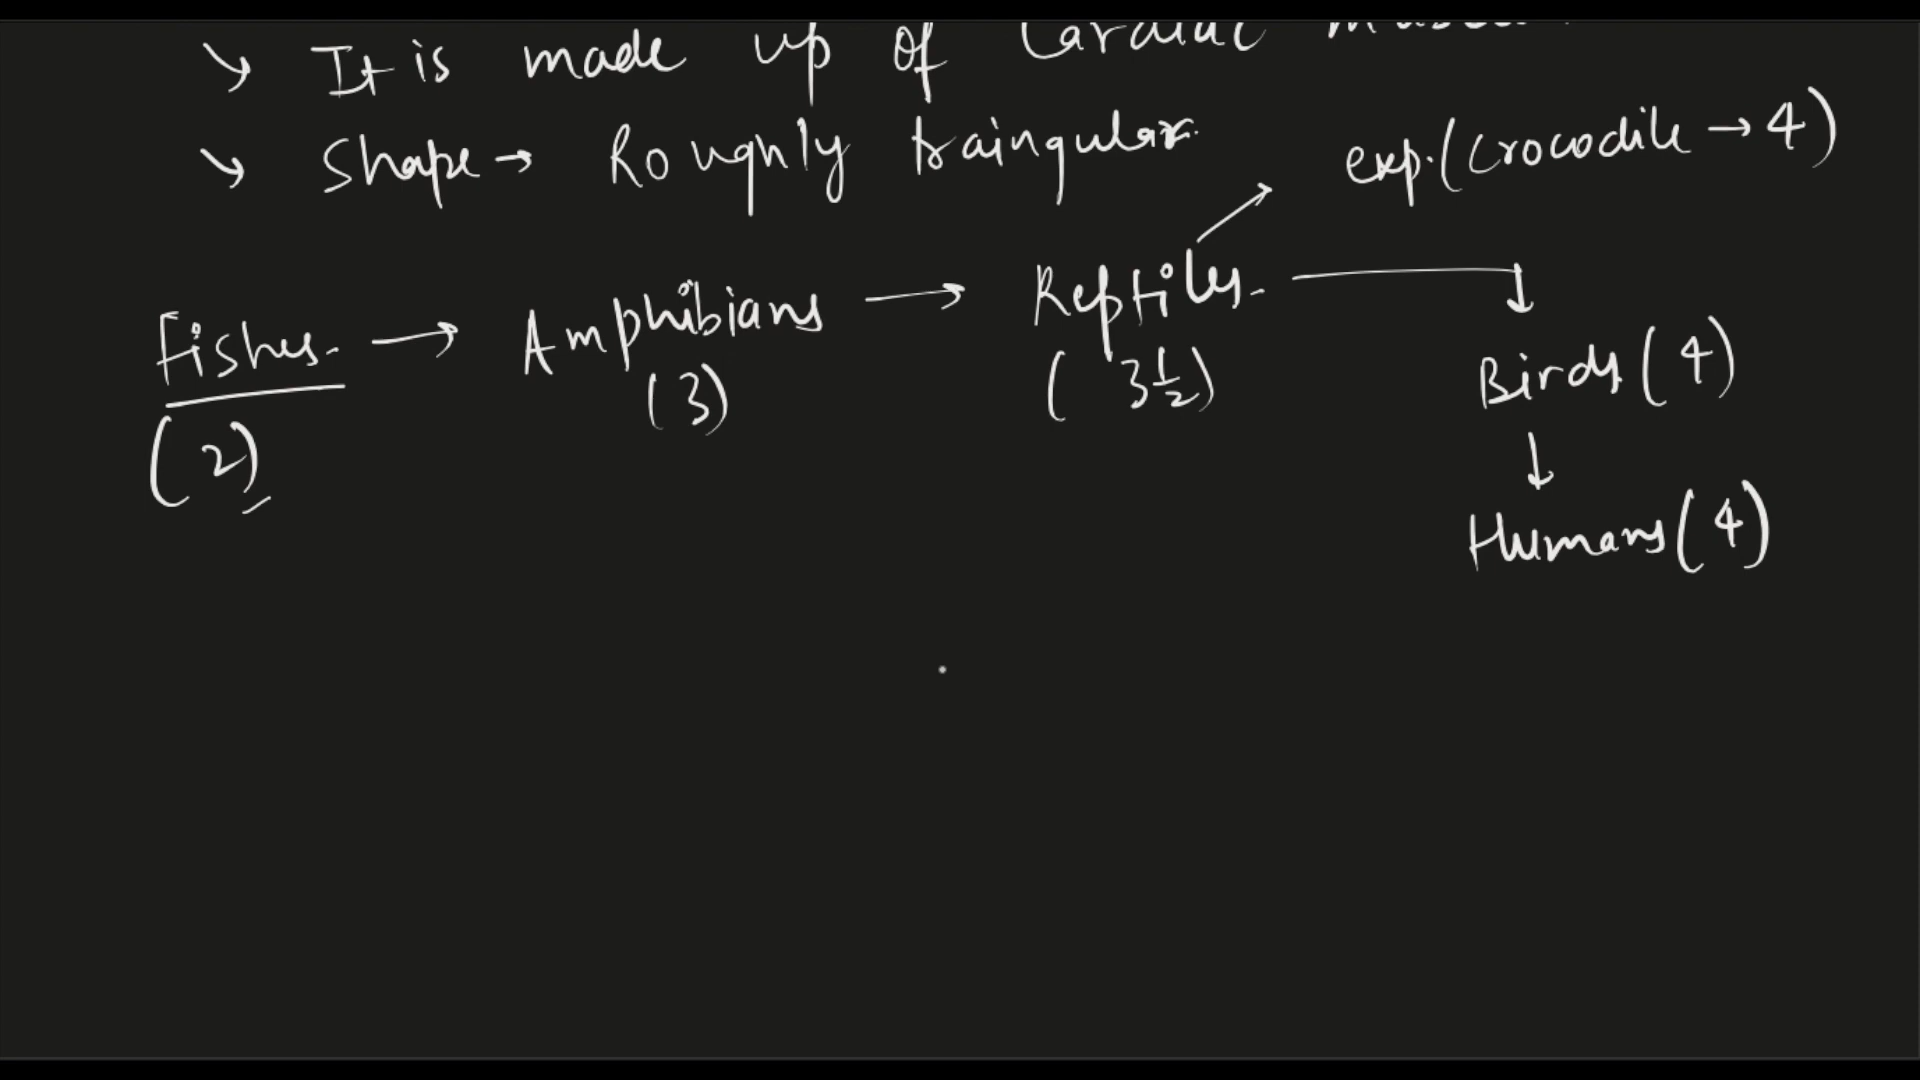 ↘ It is made up of Cardiac
↘ Shape → Roughly traingular.
exp.(Crocodile → 4)
Fishes. → Amphibians → Reptiles.
(2) (3) (3½)
Birds (4)
↓
Humans (4)